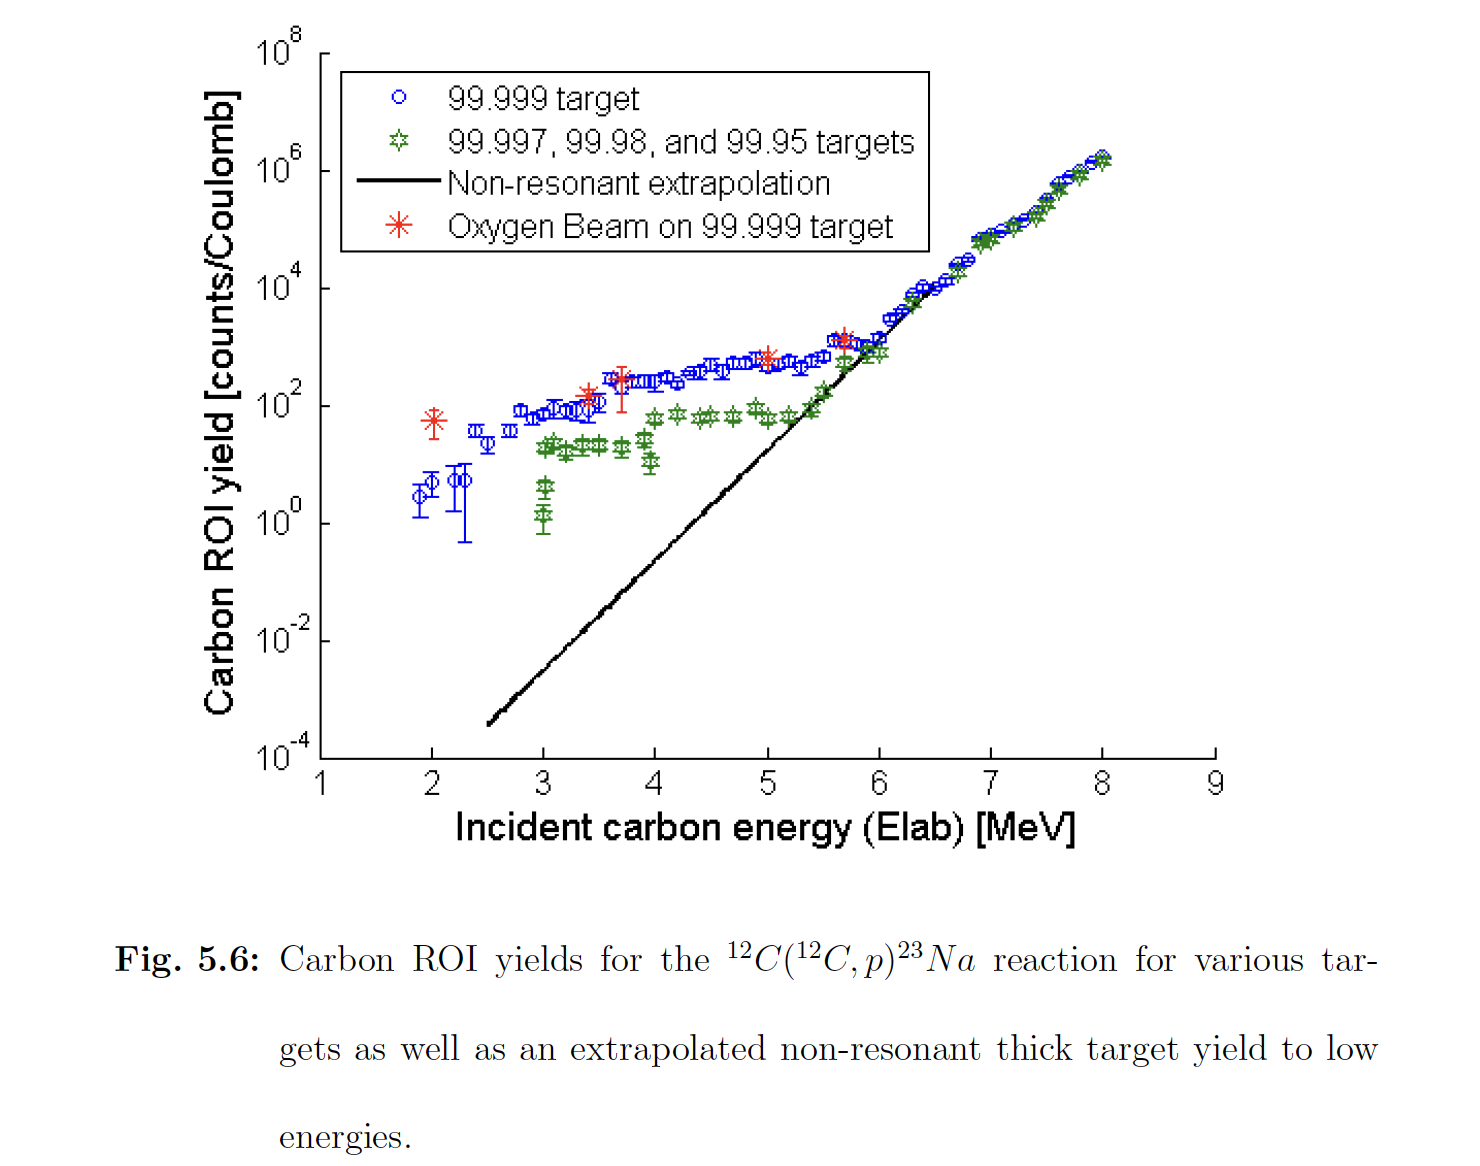 10^8
99.999 target
99.997, 99.98, and 99.95 targets
Non-resonant extrapolation
Oxygen Beam on 99.999 target
10^6
10^4
10^2
10^0
10^-2
10^-4
Carbon ROI yield [counts/Coulomb]
1 2 3 4 5 6 7 8 9
Incident carbon energy (Elab) [MeV]
Fig. 5.6: Carbon ROI yields for the ^12C(^12C, p)^23Na reaction for various tar-
gets as well as an extrapolated non-resonant thick target yield to low
energies.